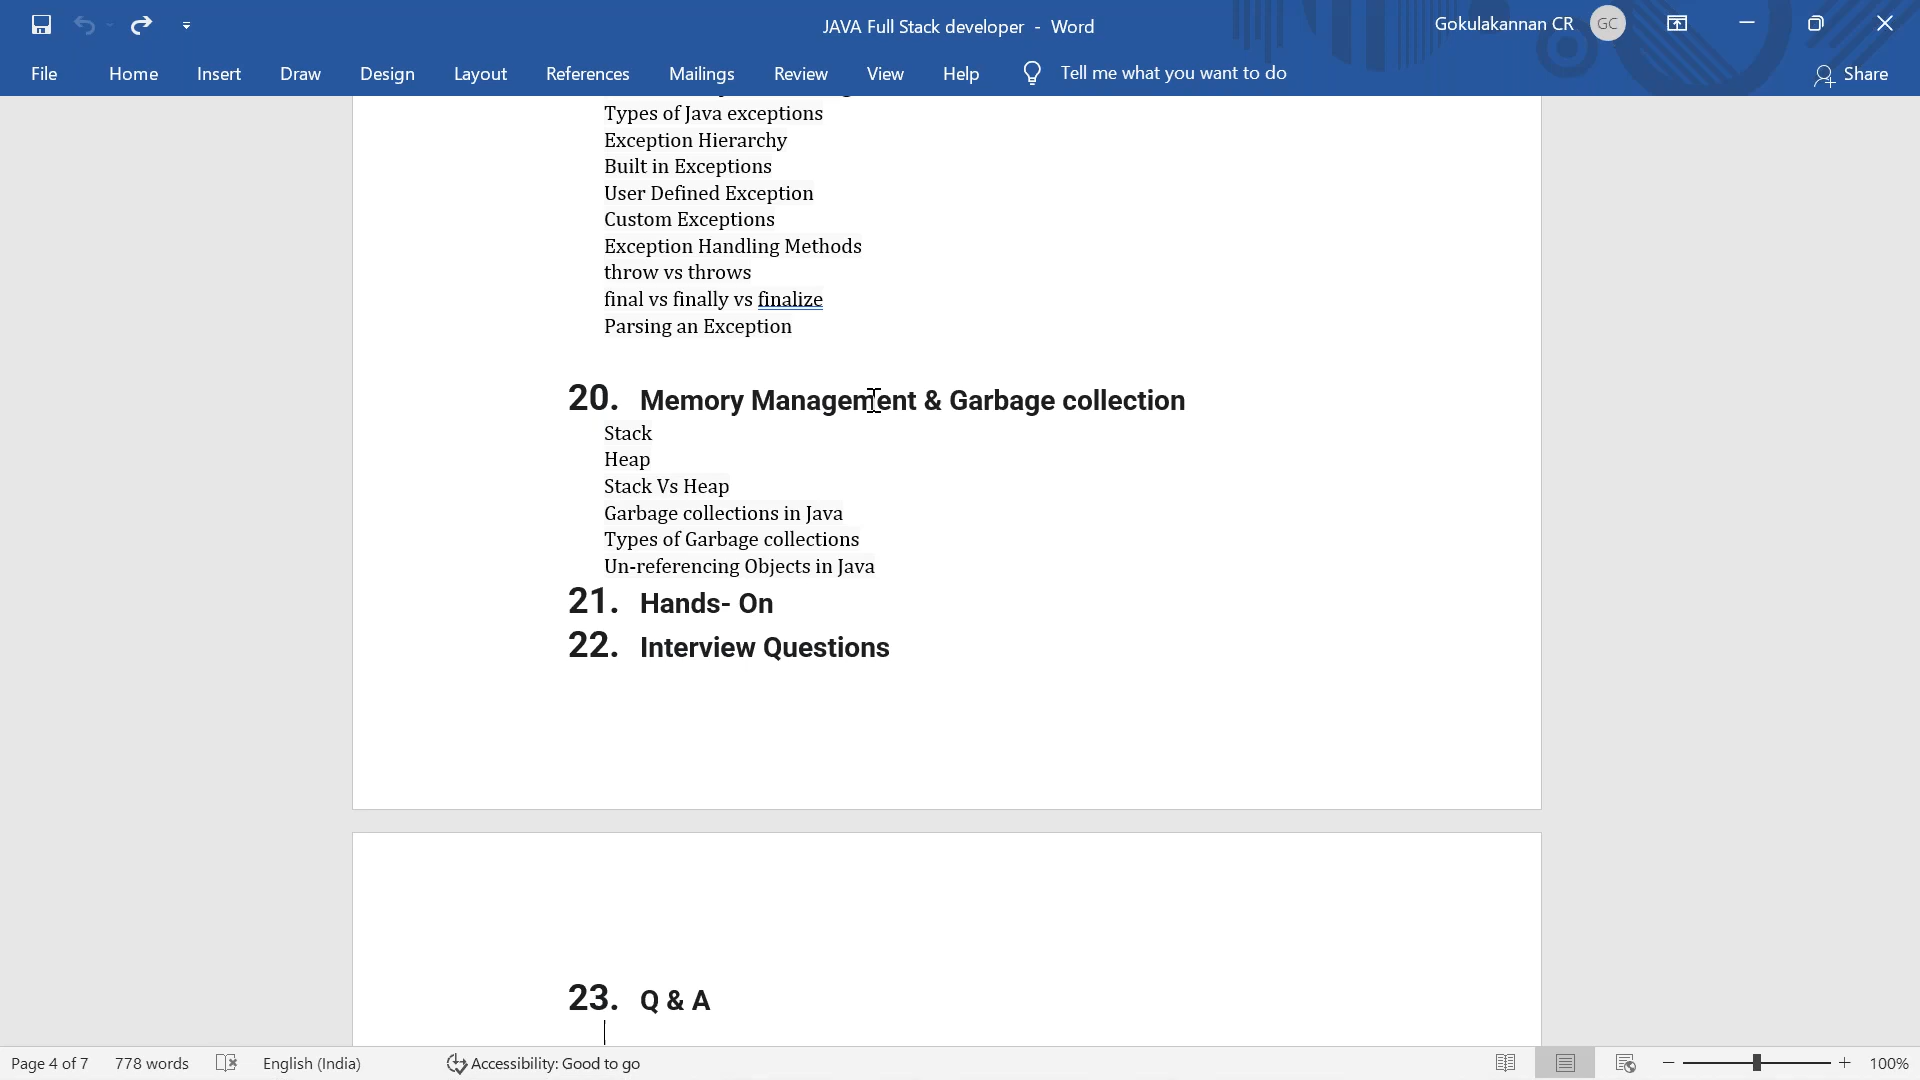 JAVA Full Stack developer - Word
Gokulakannan CR
GC
File
Home
Insert
Draw
Design
Layout
References
Mailings
Review
View
Help
Tell me what you want to do
Share
Types of Java exceptions
Exception Hierarchy
Built in Exceptions
User Defined Exception
Custom Exceptions
Exception Handling Methods
throw vs throws
final vs finally vs finalize
Parsing an Exception
20. Memory Management & Garbage collection
Stack
Heap
Stack Vs Heap
Garbage collections in Java
Types of Garbage collections
Un-referencing Objects in Java
21. Hands- On
22. Interview Questions
23. Q & A
Page 4 of 7
778 words
English (India)
Accessibility: Good to go
100%